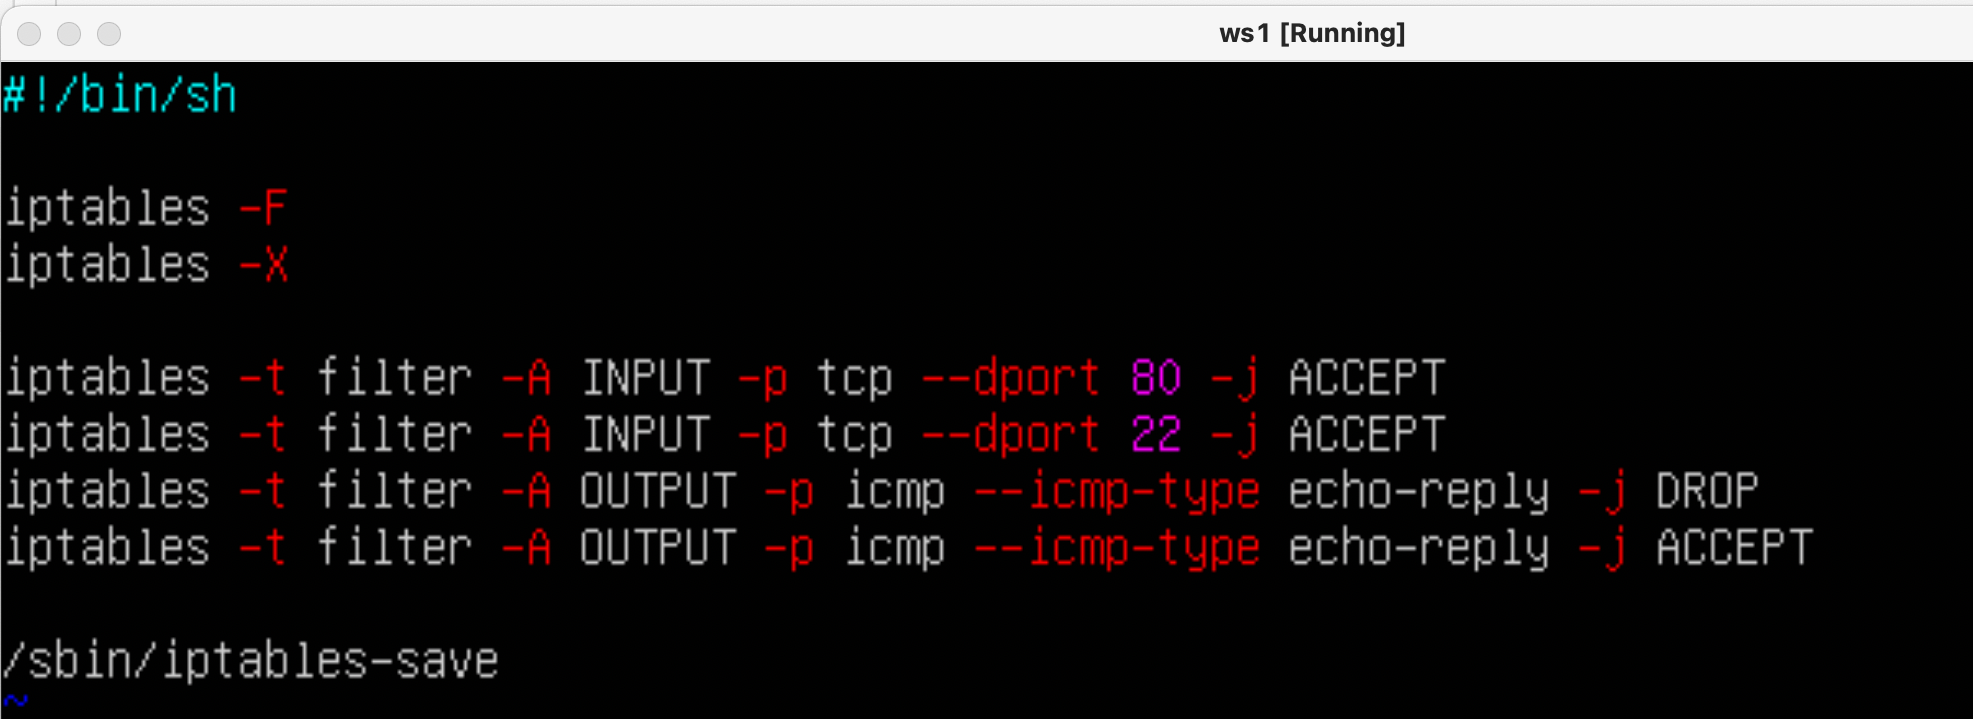 ws1 [Running]
#!/bin/sh
iptables -F
iptables -X
iptables -t filter -A INPUT -p tcp --dport 80 -j ACCEPT
iptables -t filter -A INPUT -p tcp --dport 22 -j ACCEPT
iptables -t filter -A OUTPUT -p icmp --icmp-type echo-reply -j DROP
iptables -t filter -A OUTPUT -p icmp --icmp-type echo-reply -j ACCEPT
/sbin/iptables-save
~